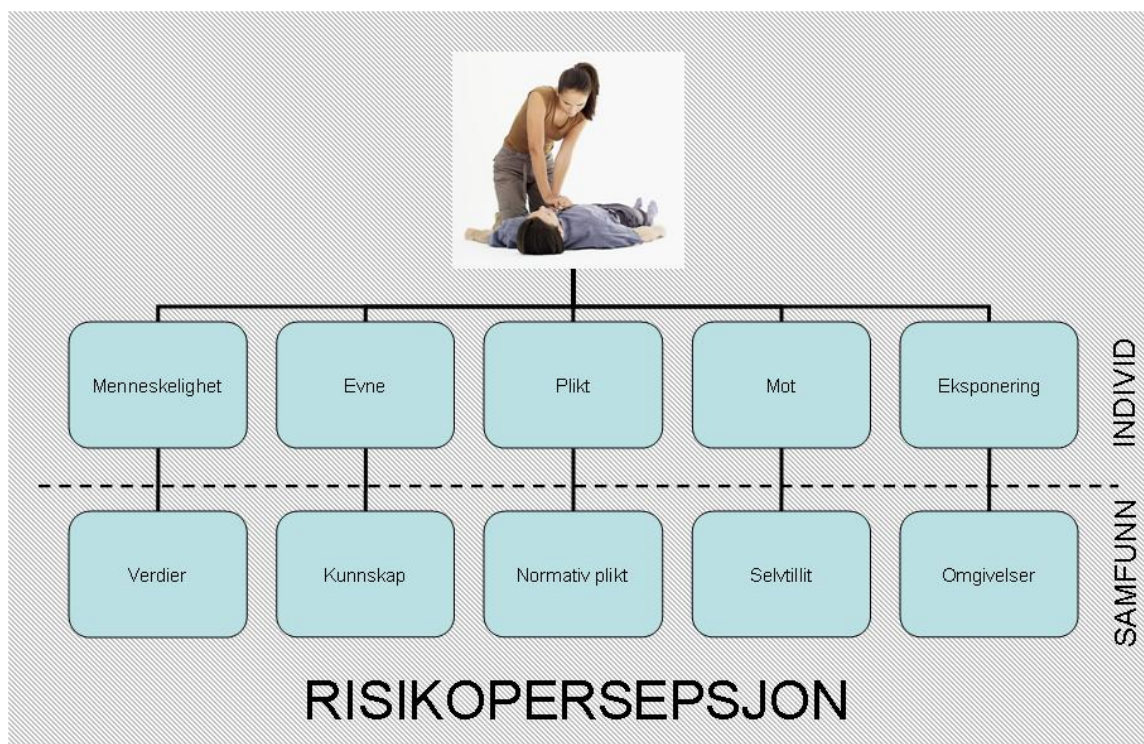 Menneskelighet
Evne
Plikt
Mot
Eksponering
INDIVID
Verdier
Kunnskap
Normativ plikt
Selvtillit
Omgivelser
SAMFUNN
RISIKOPERSEPSJON